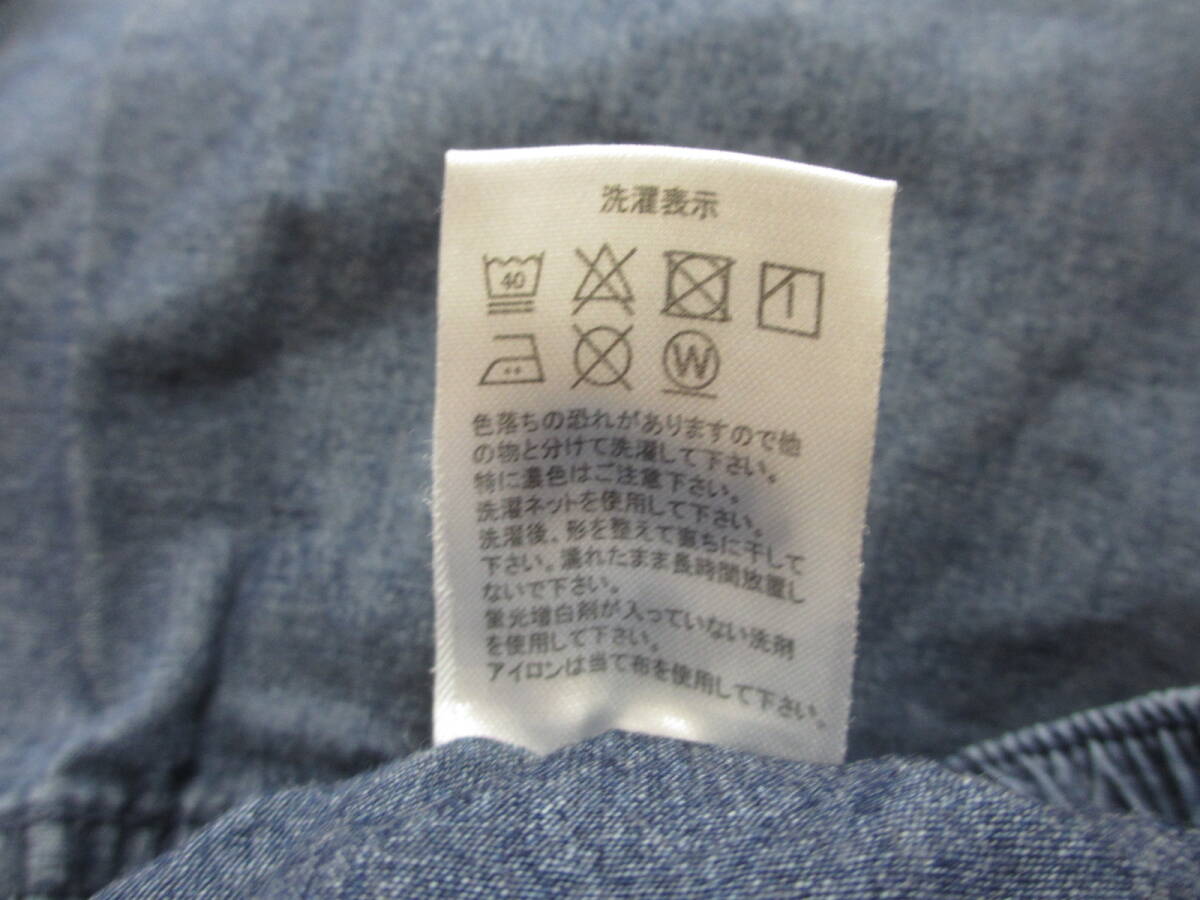 洗濯表示
40
W
色落ちの恐れがありますので他
の物と分けて洗濯して下さい。
特に濃色はご注意下さい。
洗濯ネットを使用して下さい。
洗濯後、形を整えて直ちに干して
下さい。濡れたまま長時間放置し
ないで下さい。
蛍光増白剤が入っていない洗剤
を使用して下さい。
アイロンは当て布を使用して下さい。